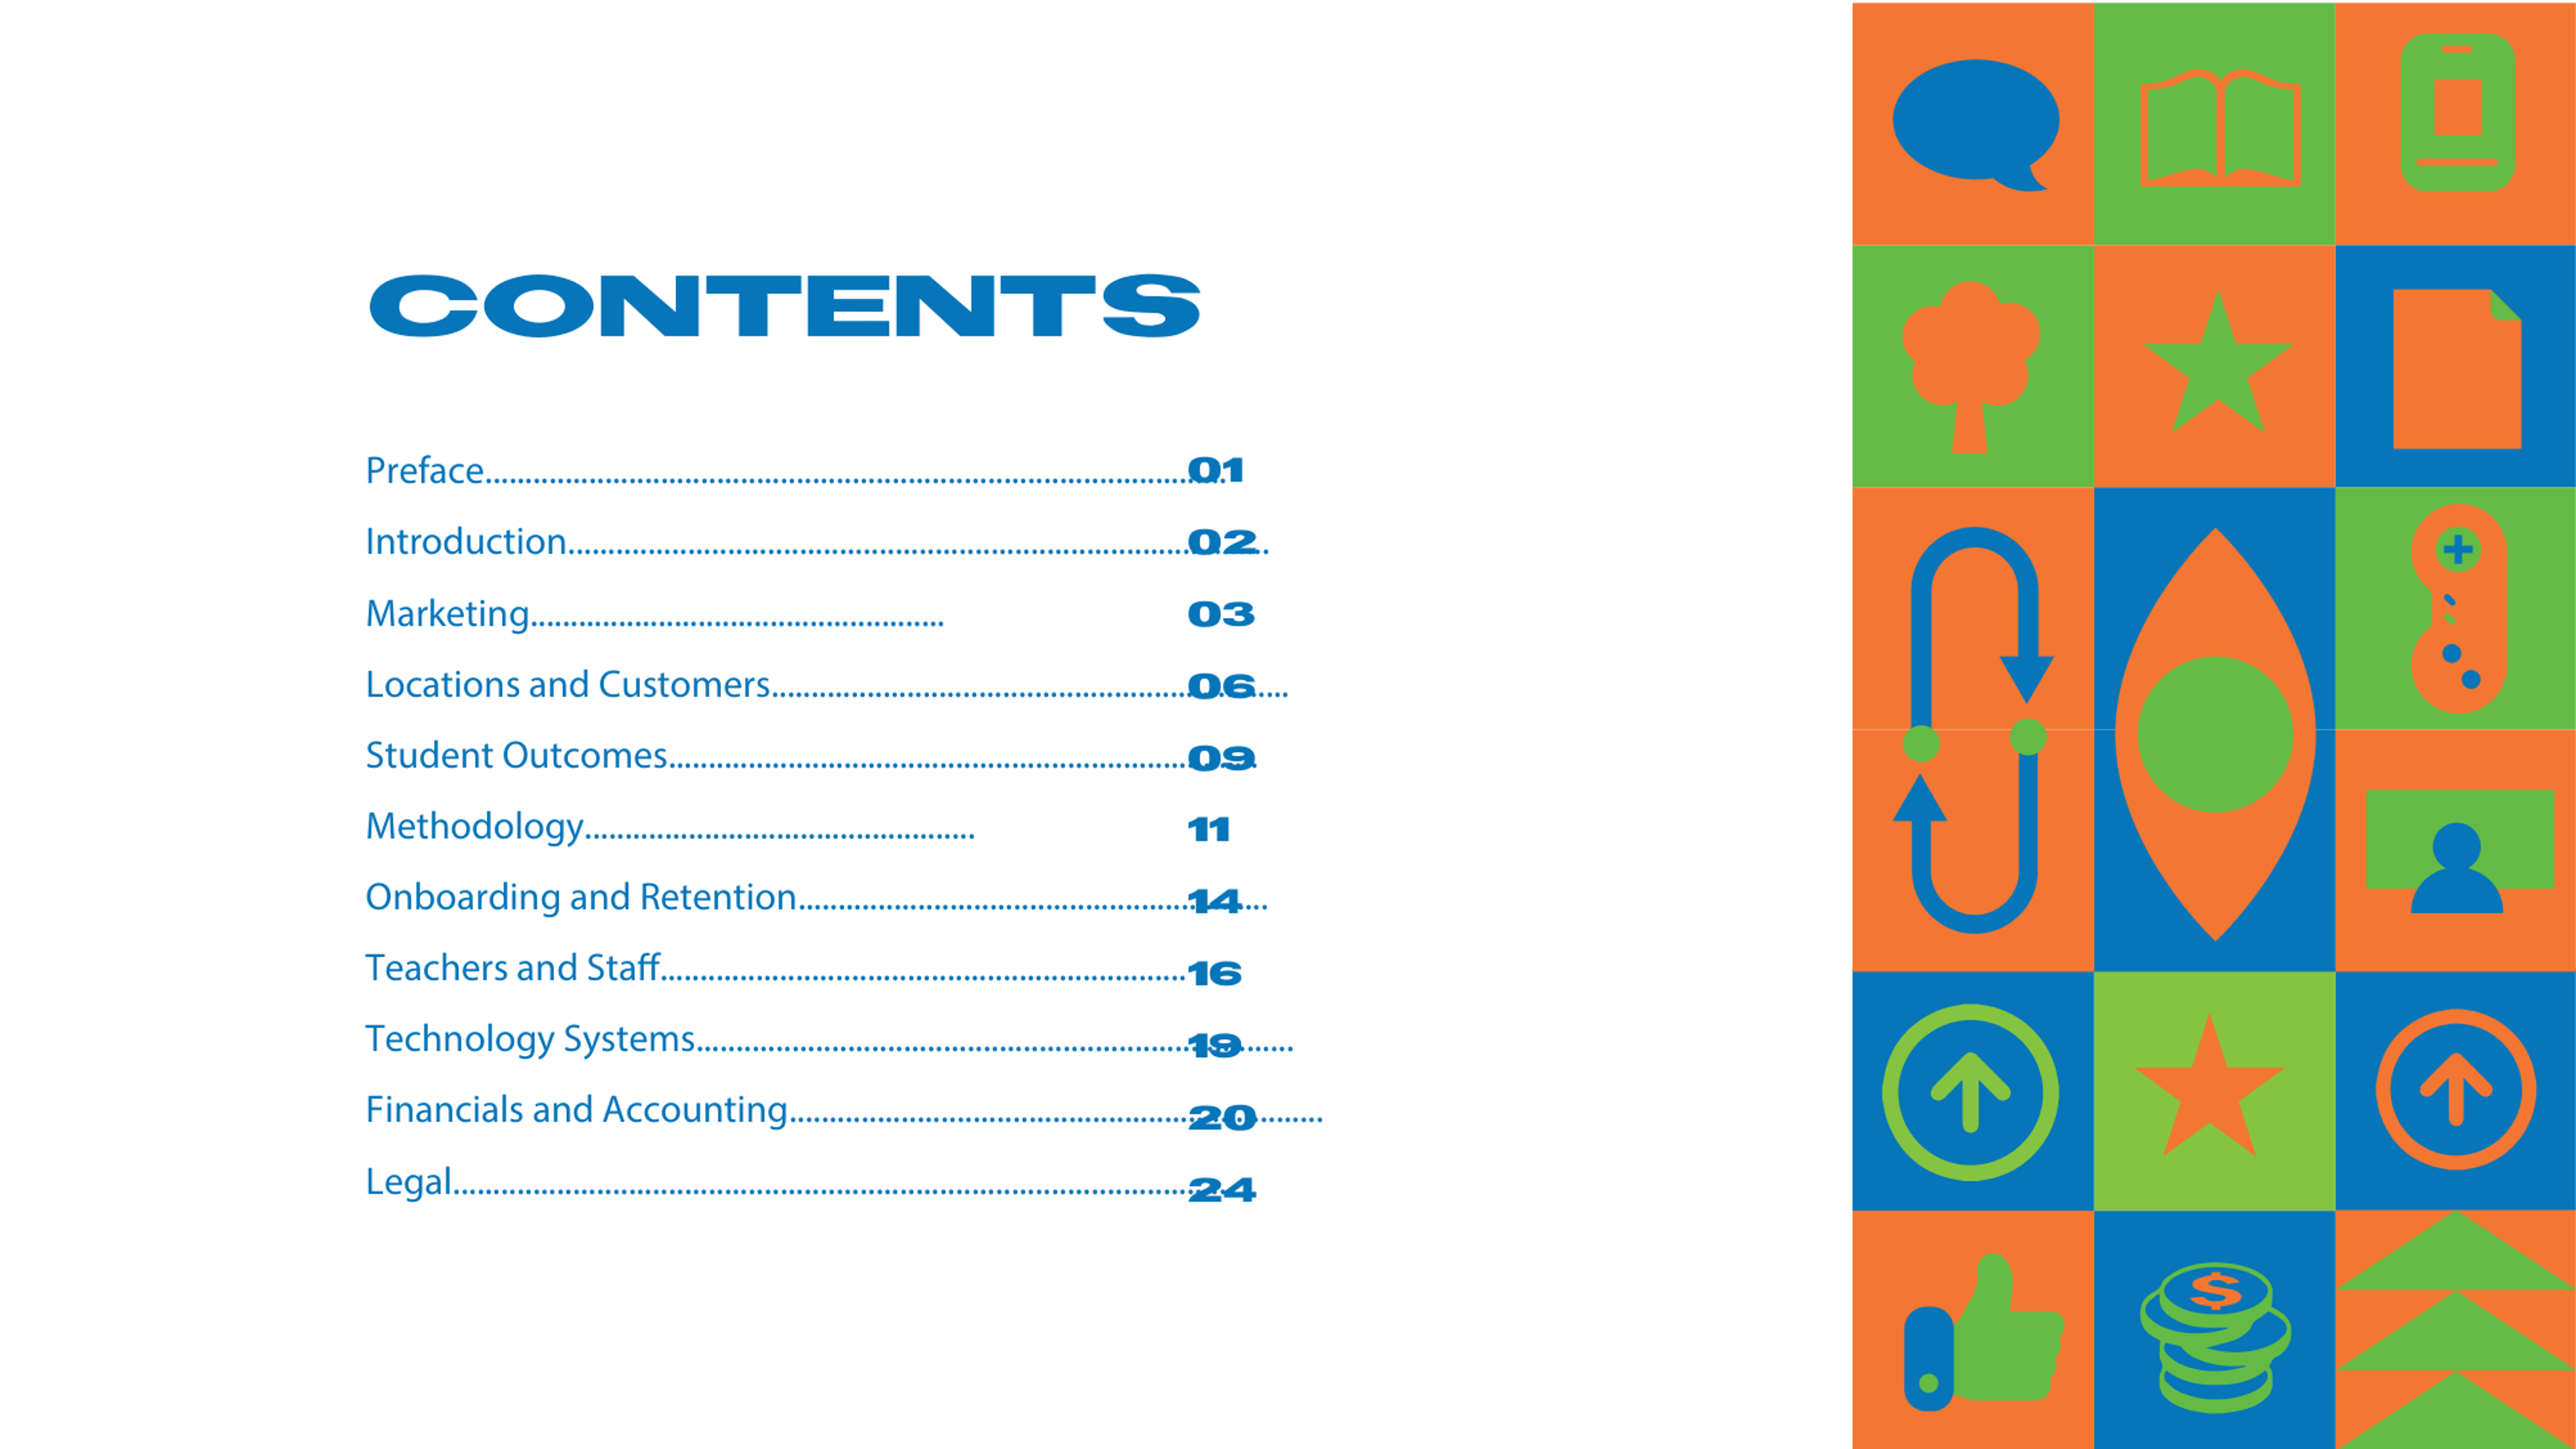 CONTENTS
Preface............................................................................................01
Introduction.......................................................................................02
Marketing...................................................03
Locations and Customers................................................................06
Student Outcomes.........................................................................09
Methodology................................................11
Onboarding and Retention..........................................................14
Teachers and Staff.................................................................16
Technology Systems..........................................................................19
Financials and Accounting..................................................................20
Legal...............................................................................................24
$